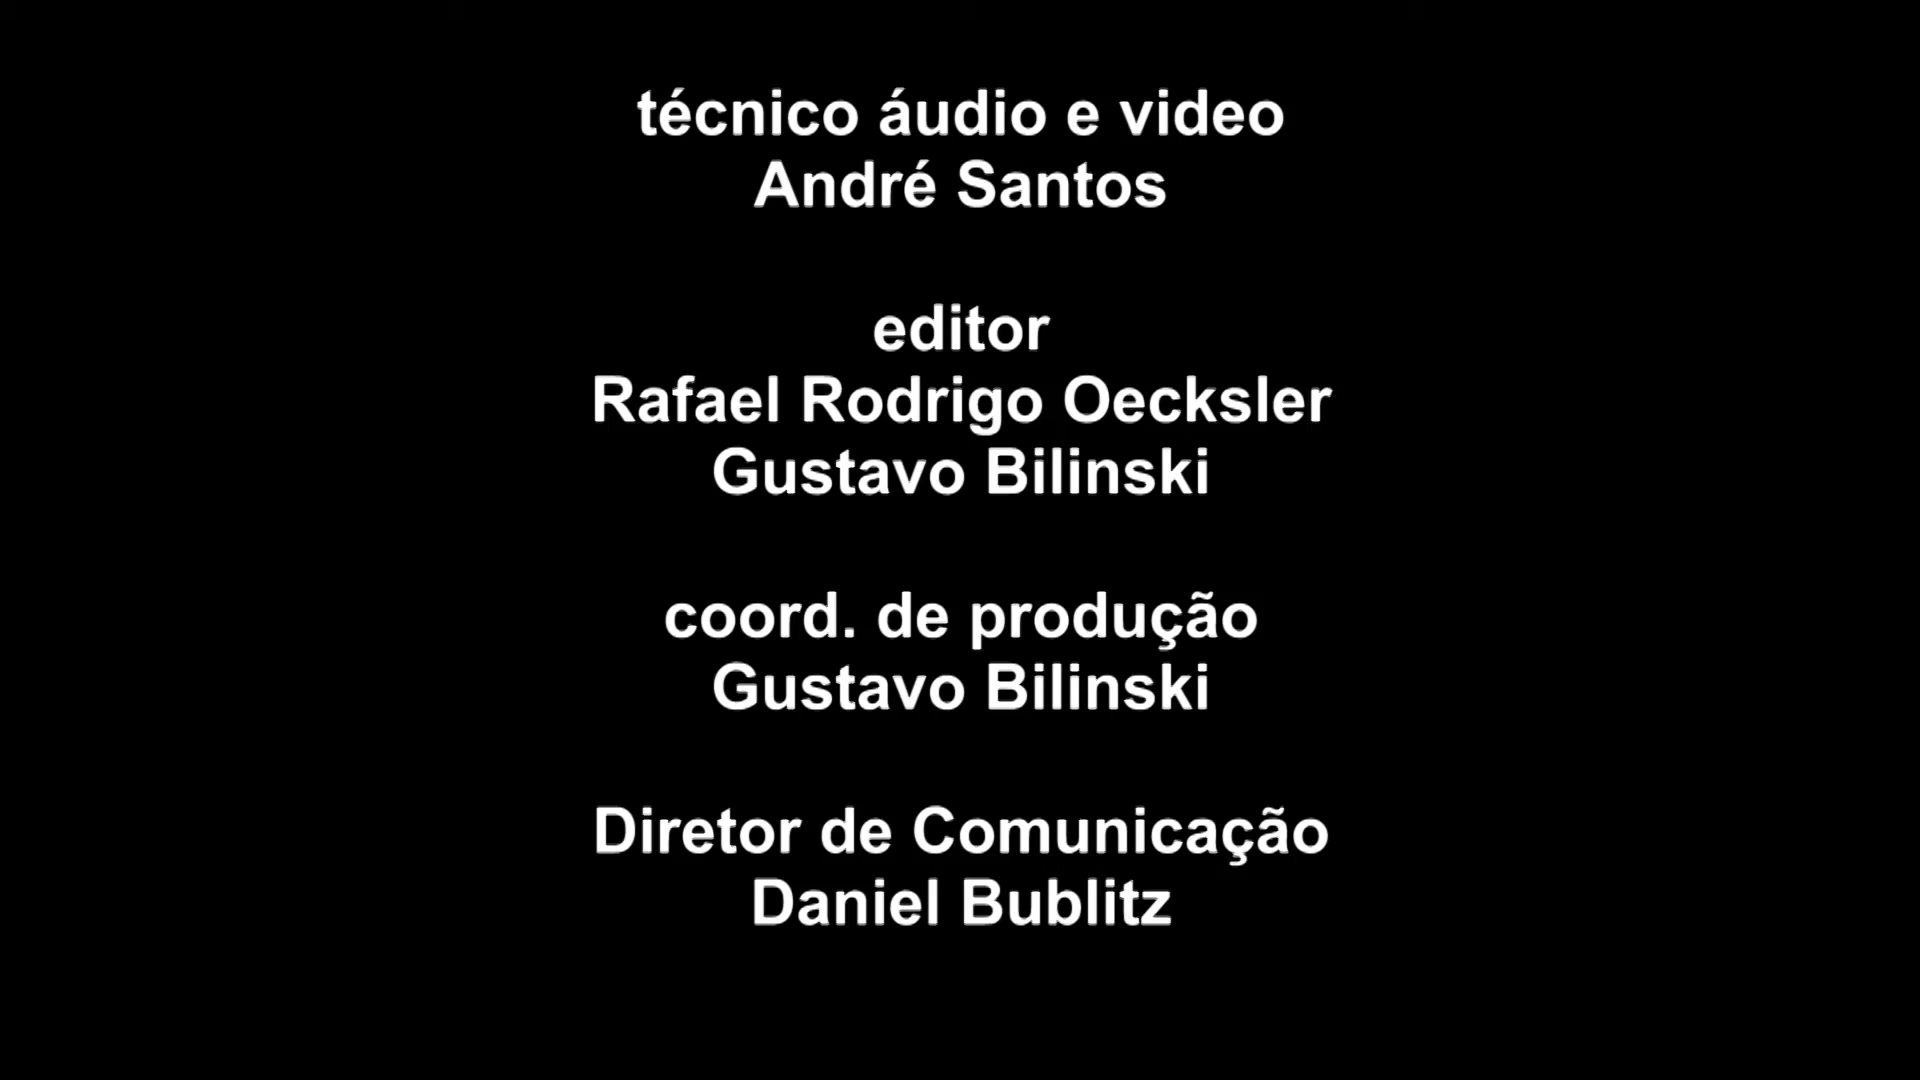 técnico áudio e video
André Santos
editor
Rafael Rodrigo Oecksler
Gustavo Bilinski
coord. de produção
Gustavo Bilinski
Diretor de Comunicação
Daniel Bublitz